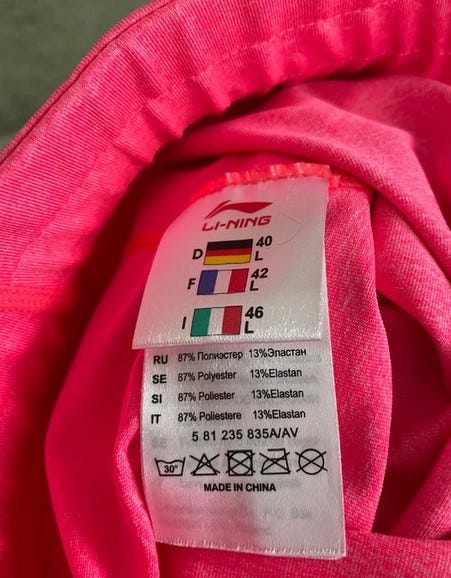 LI-NING
D 40
L
F 42
L
I 46
L
RU 87% Полиэстер 13%Эластан
SE 87% Polyester 13%Elastan
SI 87% Poliester 13%Elastan
IT 87% Poliestere 13%Elastan
5 81 235 835A/AV
30°
MADE IN CHINA